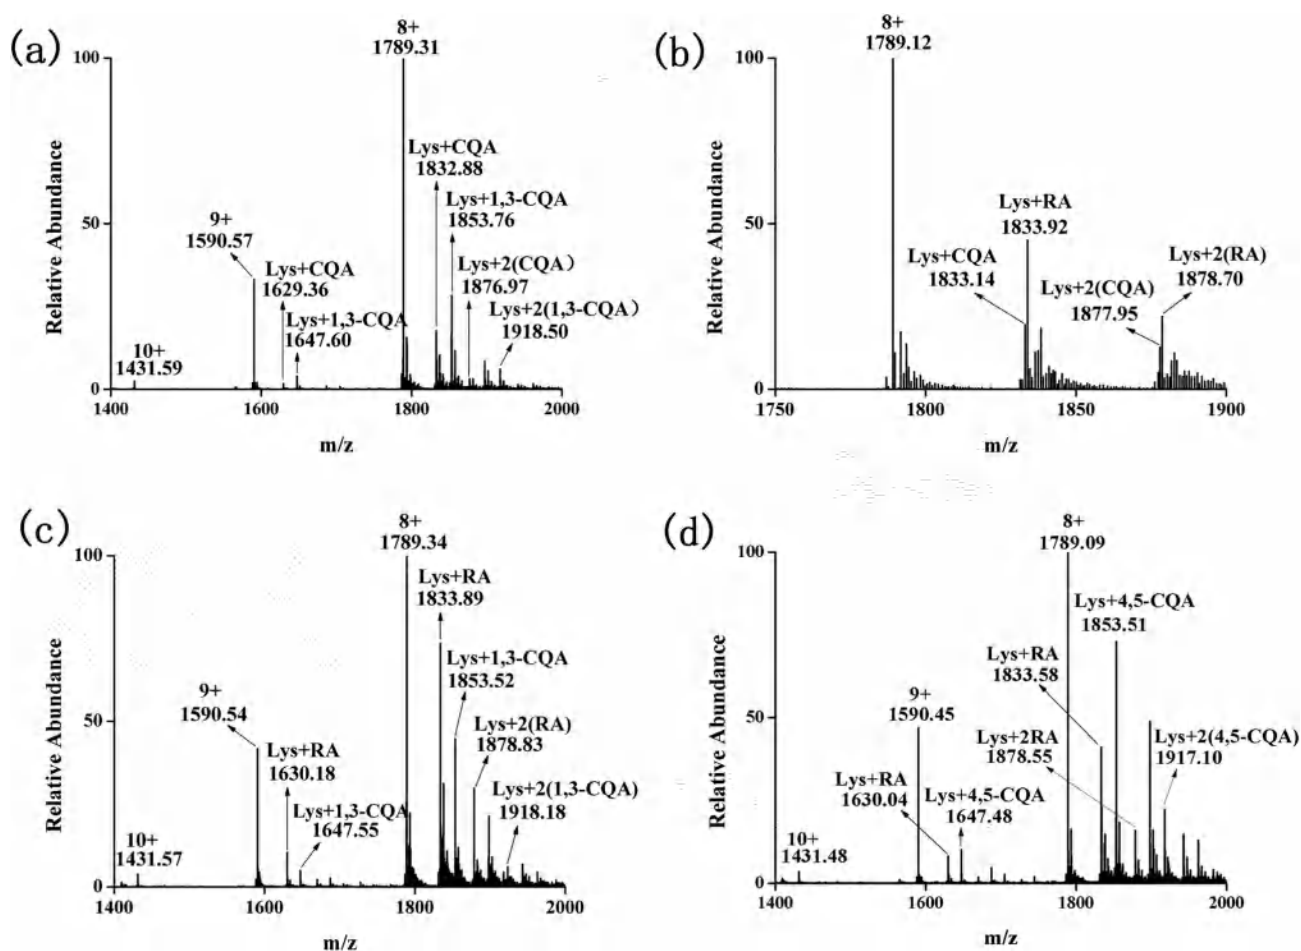 (a)
Relative Abundance
100
50
0
8+
1789.31
Lys+CQA
1832.88
Lys+1,3-CQA
1853.76
Lys+2(CQA）
1876.97
Lys+2(1,3-CQA）
1918.50
9+
1590.57
Lys+CQA
1629.36
Lys+1,3-CQA
1647.60
10+
1431.59
1400
1600
1800
2000
m/z
(b)
Relative Abundance
100
50
0
8+
1789.12
Lys+RA
1833.92
Lys+CQA
1833.14
Lys+2(RA)
1878.70
Lys+2(CQA)
1877.95
1750
1800
1850
1900
m/z
(c)
Relative Abundance
100
50
0
8+
1789.34
Lys+RA
1833.89
Lys+1,3-CQA
1853.52
Lys+2(RA)
1878.83
Lys+2(1,3-CQA)
1918.18
9+
1590.54
Lys+RA
1630.18
Lys+1,3-CQA
1647.55
10+
1431.57
1400
1600
1800
2000
m/z
(d)
Relative Abundance
100
50
0
8+
1789.09
Lys+4,5-CQA
1853.51
Lys+RA
1833.58
Lys+2RA
1878.55
Lys+2(4,5-CQA)
1917.10
9+
1590.45
Lys+RA
1630.04
Lys+4,5-CQA
1647.48
10+
1431.48
1400
1600
1800
2000
m/z